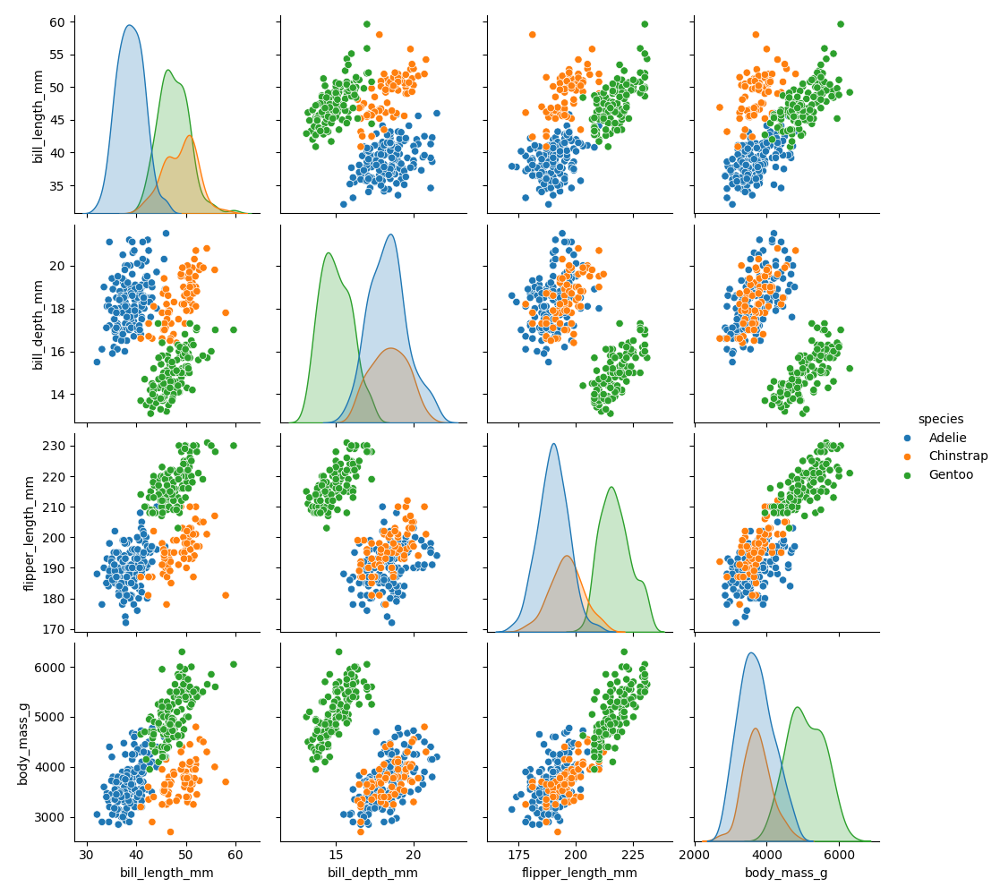 60
55
50
45
40
35
bill_length_mm
20
18
16
14
bill_depth_mm
species
Adelie
Chinstrap
Gentoo
230
220
210
200
190
180
170
flipper_length_mm
6000
5000
4000
3000
body_mass_g
30 40 50 60
bill_length_mm
15 20
bill_depth_mm
175 200 225
flipper_length_mm
2000 4000 6000
body_mass_g